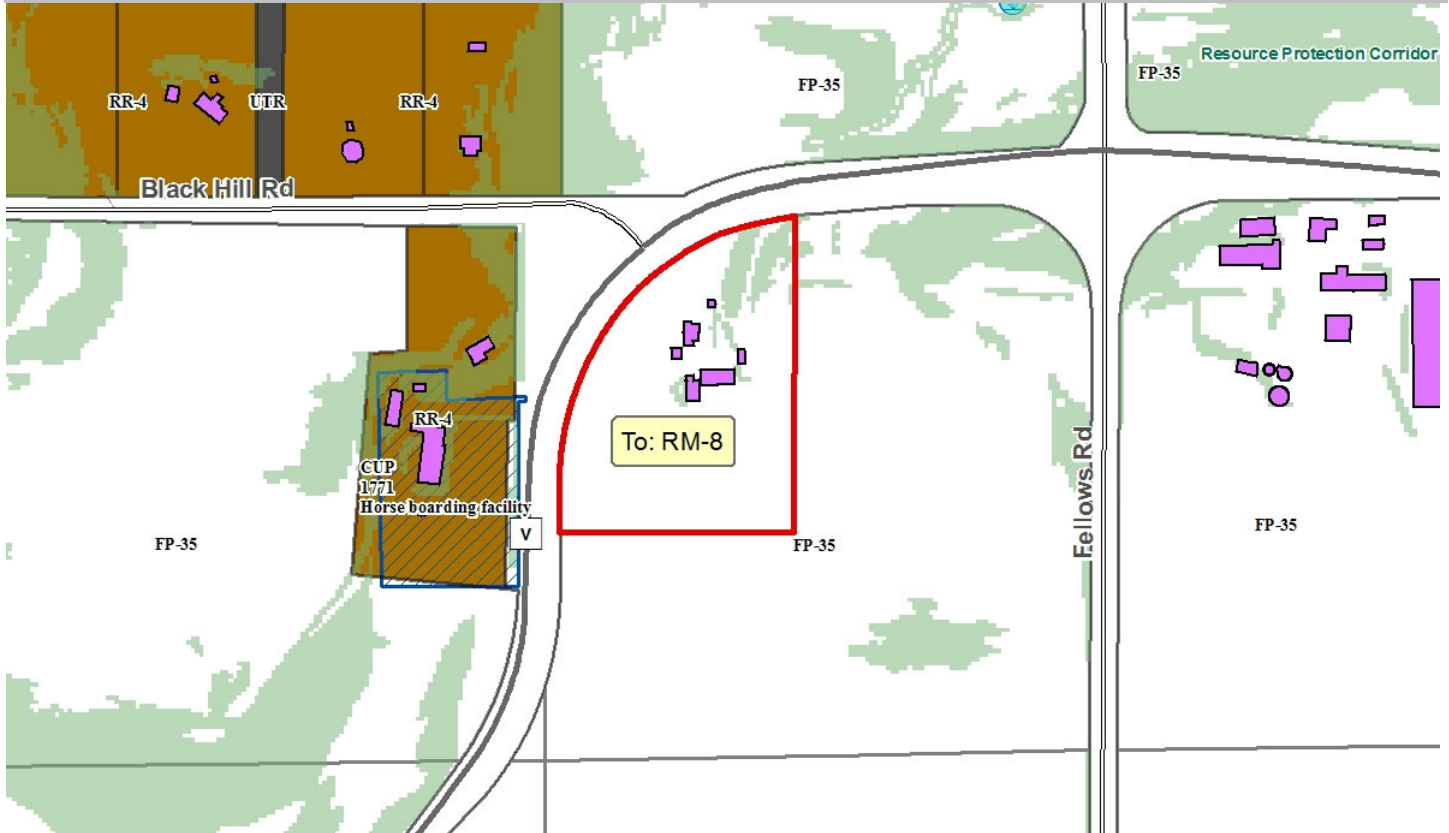 Resource Protection Corridor
FP-35
FP-35
RR-4
UTR
RR-4
Black Hill Rd
To: RM-8
RR-4
CUP
1771
Horse boarding facility
V
FP-35
FP-35
Fellows Rd
FP-35